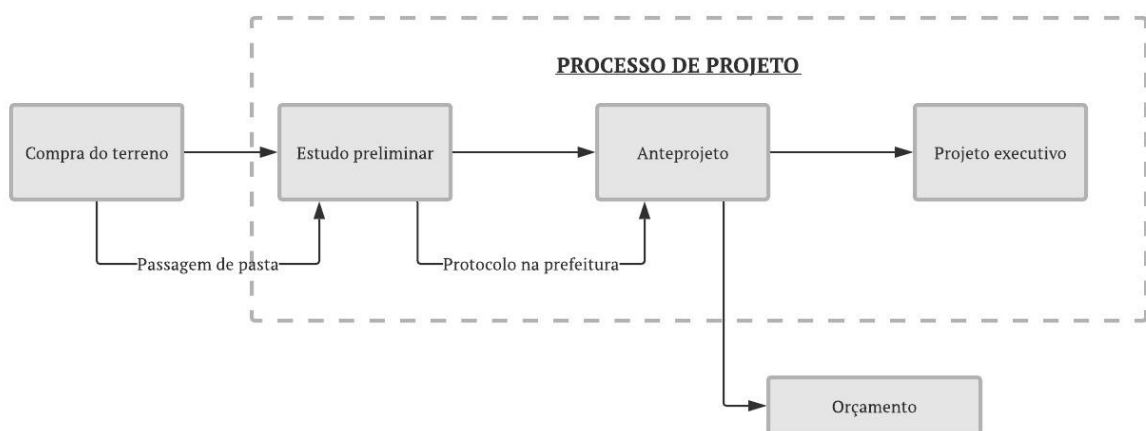 PROCESSO DE PROJETO
Compra do terreno
Estudo preliminar
Anteprojeto
Projeto executivo
Passagem de pasta
Protocolo na prefeitura
Orçamento